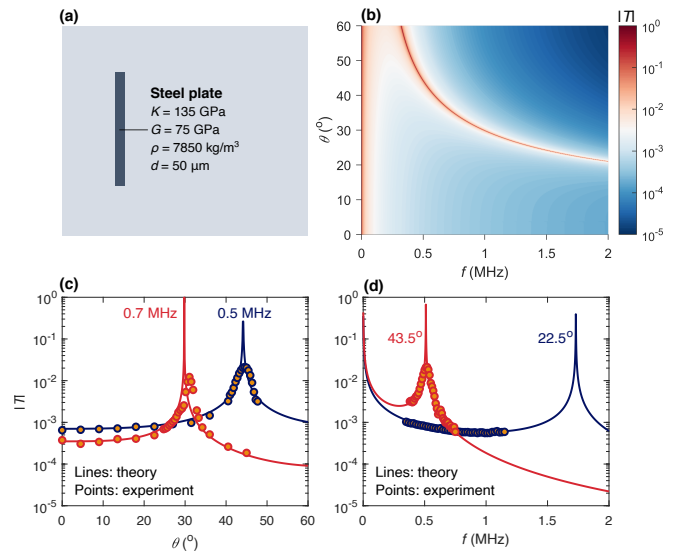 (a)
Steel plate
K = 135 GPa
G = 75 GPa
ρ = 7850 kg/m³
d = 50 μm
(b)
|T|
60
50
40
30
20
10
0
θ (°)
0
0.5
1
1.5
2
f (MHz)
10⁰
10⁻¹
10⁻²
10⁻³
10⁻⁴
10⁻⁵
(c)
10⁰
10⁻¹
10⁻²
10⁻³
10⁻⁴
10⁻⁵
|T|
0.7 MHz
0.5 MHz
Lines: theory
Points: experiment
0
10
20
30
40
50
60
θ (°)
(d)
10⁰
10⁻¹
10⁻²
10⁻³
10⁻⁴
10⁻⁵
43.5°
22.5°
Lines: theory
Points: experiment
0
0.5
1
1.5
2
f (MHz)